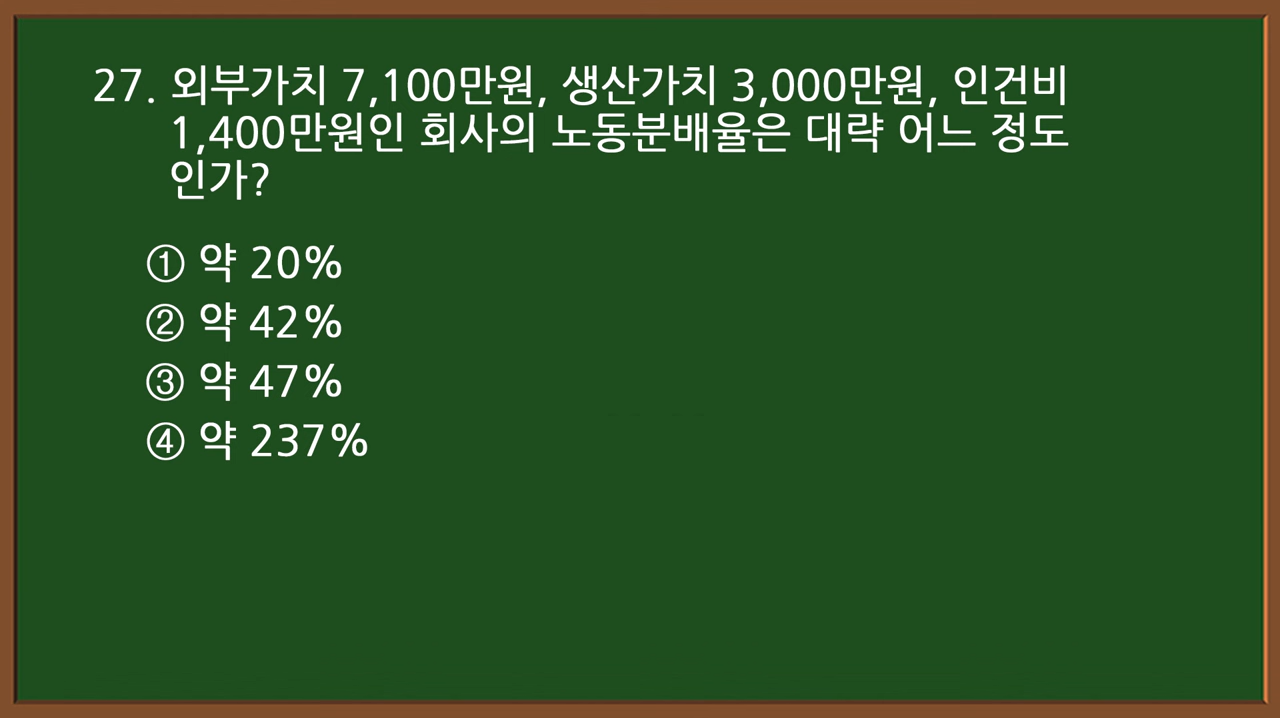 27. 외부가치 7,100만원, 생산가치 3,000만원, 인건비
1,400만원인 회사의 노동분배율은 대략 어느 정도
인가?
① 약 20%
② 약 42%
③ 약 47%
④ 약 237%